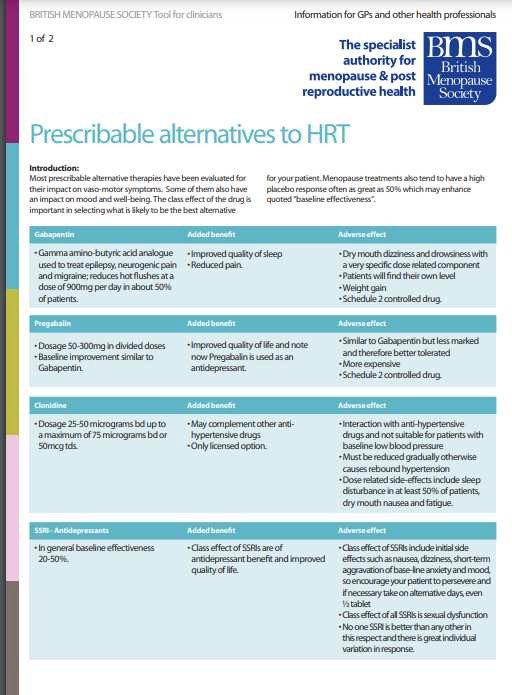 BRITISH MENOPAUSE SOCIETY Tool for clinicians
Information for GPs and other health professionals
1 of 2
The specialist
authority for
menopause & post
reproductive health
BMS
British
Menopause
Society
Prescribable alternatives to HRT
Introduction:
Most prescribable alternative therapies have been evaluated for
their impact on vaso-motor symptoms. Some of them also have
an impact on mood and well-being. The class effect of the drug is
important in selecting what is likely to be the best alternative
for your patient. Menopause treatments also tend to have a high
placebo response often as great as 50% which may enhance
quoted "baseline effectiveness".
Gabapentin
• Gamma amino-butyric acid analogue
used to treat epilepsy, neurogenic pain
and migraine; reduces hot flushes at a
dose of 900mg per day in about 50%
of patients.
Added benefit
• Improved quality of sleep
• Reduced pain.
Adverse effect
• Dry mouth dizziness and drowsiness with
a very specific dose related component
• Patients will find their own level
• Weight gain
• Schedule 2 controlled drug.
Pregabalin
• Dosage 50-300mg in divided doses
• Baseline improvement similar to
Gabapentin.
Added benefit
• Improved quality of life and note
now Pregabalin is used as an
antidepressant.
Adverse effect
• Similar to Gabapentin but less marked
and therefore better tolerated
• More expensive
• Schedule 2 controlled drug.
Clonidine
• Dosage 25-50 micrograms bd up to
a maximum of 75 micrograms bd or
50mcg tds.
Added benefit
• May complement other anti-
hypertensive drugs
• Only licensed option.
Adverse effect
• Interaction with anti-hypertensive
drugs and not suitable for patients with
baseline low blood pressure
• Must be reduced gradually otherwise
causes rebound hypertension
• Dose related side-effects include sleep
disturbance in at least 50% of patients,
dry mouth nausea and fatigue.
SSRI- Antidepressants
• In general baseline effectiveness
20-50%.
Added benefit
• Class effect of SSRIs are of
antidepressant benefit and improved
quality of life.
Adverse effect
• Class effect of SSRIs include initial side
effects such as nausea, dizziness, short-term
aggravation of base-line anxiety and mood,
so encourage your patient to persevere and
if necessary take on alternative days, even
½ tablet
• Class effect of all SSRIs is sexual dysfunction
• No one SSRI is better than any other in
this respect and there is great individual
variation in response.